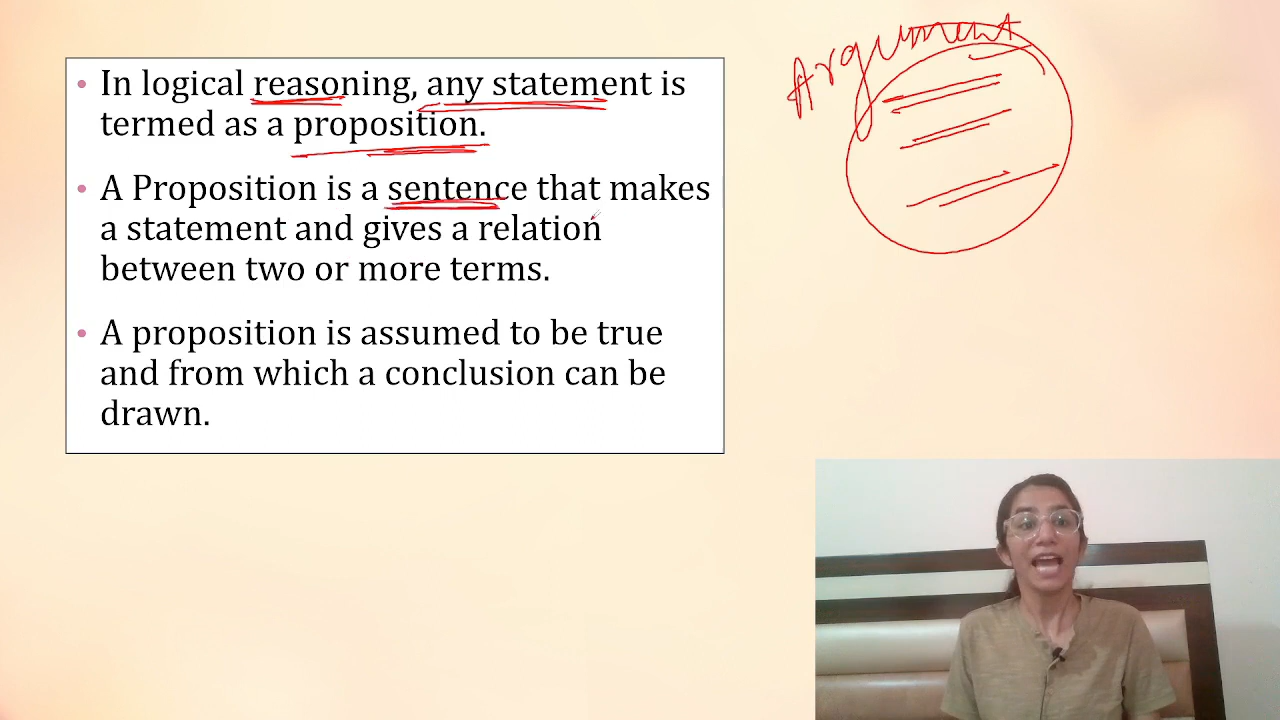 Argument
• In logical reasoning, any statement is
termed as a proposition.
• A Proposition is a sentence that makes
a statement and gives a relation
between two or more terms.
• A proposition is assumed to be true
and from which a conclusion can be
drawn.